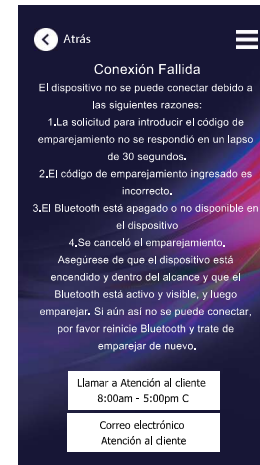 Atrás
Conexión Fallida
El dispositivo no se puede conectar debido a
las siguientes razones:
1.La solicitud para introducir el código de
emparejamiento no se respondió en un lapso
de 30 segundos.
2.El código de emparejamiento ingresado es
incorrecto.
3.El Bluetooth está apagado o no disponible en
el dispositivo
4.Se canceló el emparejamiento.
Asegúrese de que el dispositivo está
encendido y dentro del alcance y que el
Bluetooth está activo y visible, y luego
emparejar. Si aún así no se puede conectar,
por favor reinicie Bluetooth y trate de
emparejar de nuevo.
Llamar a Atención al cliente
8:00am - 5:00pm C
Correo electrónico
Atención al cliente